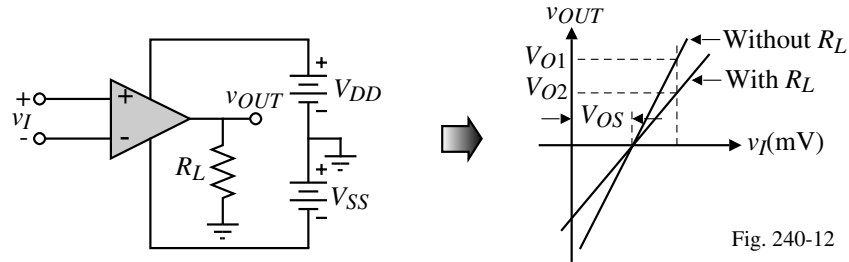 +
v_I
-
+
-
v_OUT
R_L
+
V_DD
-
+
V_SS
-
v_OUT
V_O1
V_O2
V_OS
Without R_L
With R_L
v_I(mV)
Fig. 240-12